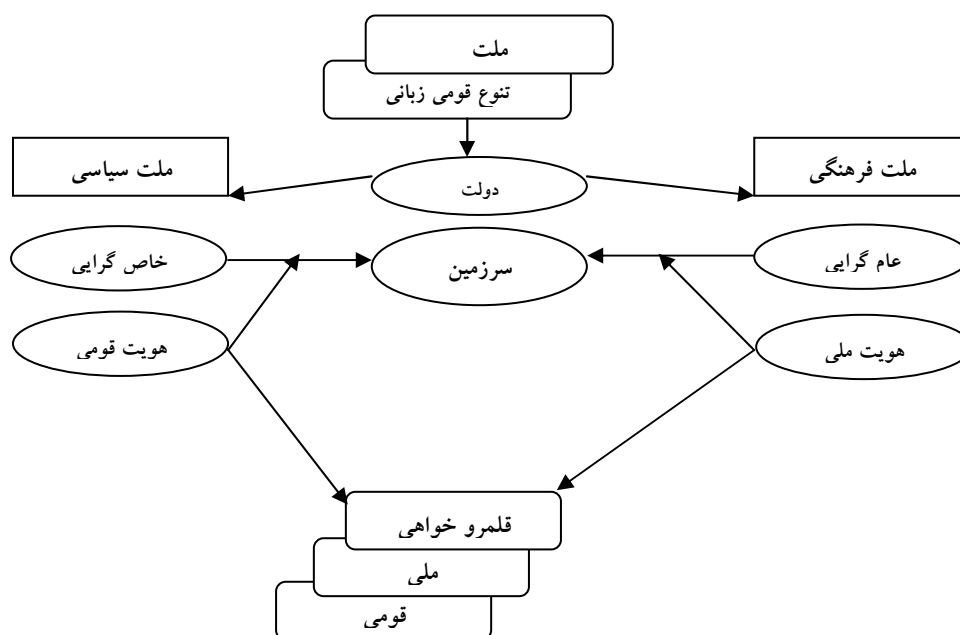 ملت
تنوع قومی زبانی
ملت فرهنگی
دولت
ملت سیاسی
عام گرایی
سرزمین
خاص گرایی
هویت ملی
هویت قومی
قلمرو خواهی
ملی
قومی